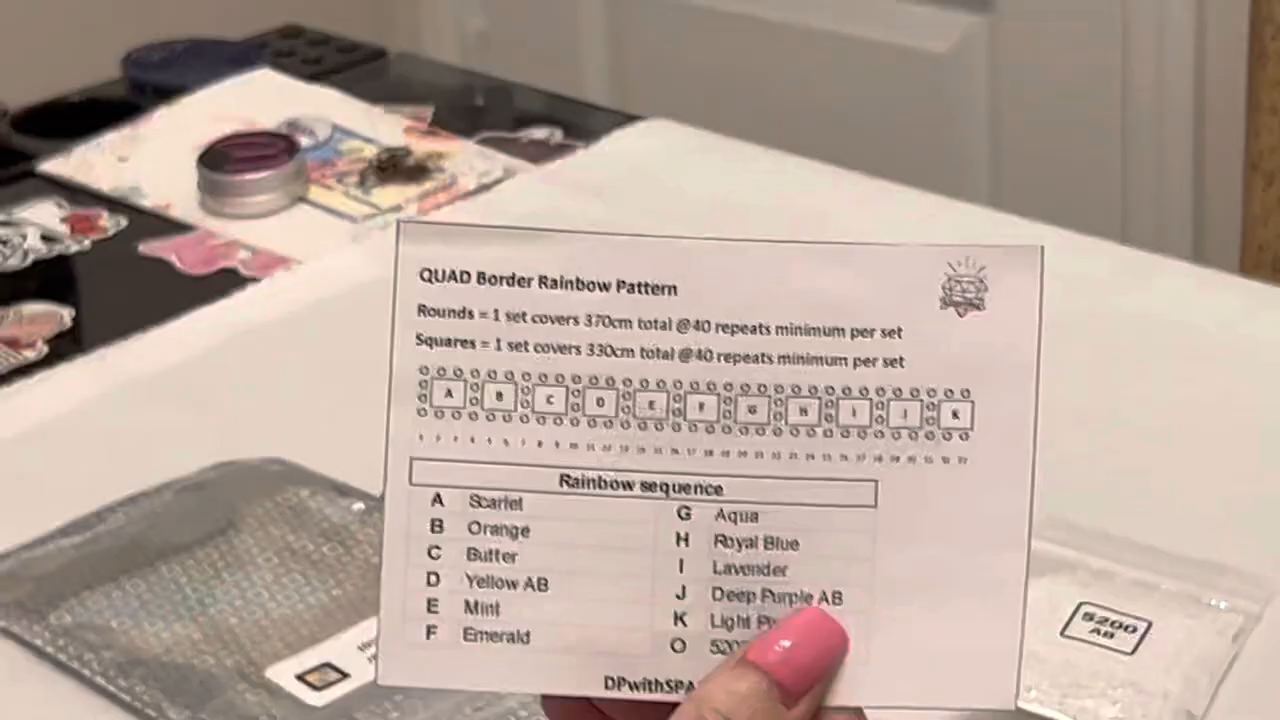 QUAD Border Rainbow Pattern
Rounds = 1 set covers 370cm total @40 repeats minimum per set
Squares = 1 set covers 330cm total @40 repeats minimum per set
A B C D E F G H I J K
Rainbow sequence
A Scarlet
B Orange
C Butter
D Yellow AB
E Mint
F Emerald
G Aqua
H Royal Blue
I Lavender
J Deep Purple AB
K Light
O
DPwithSPA
5200
AB